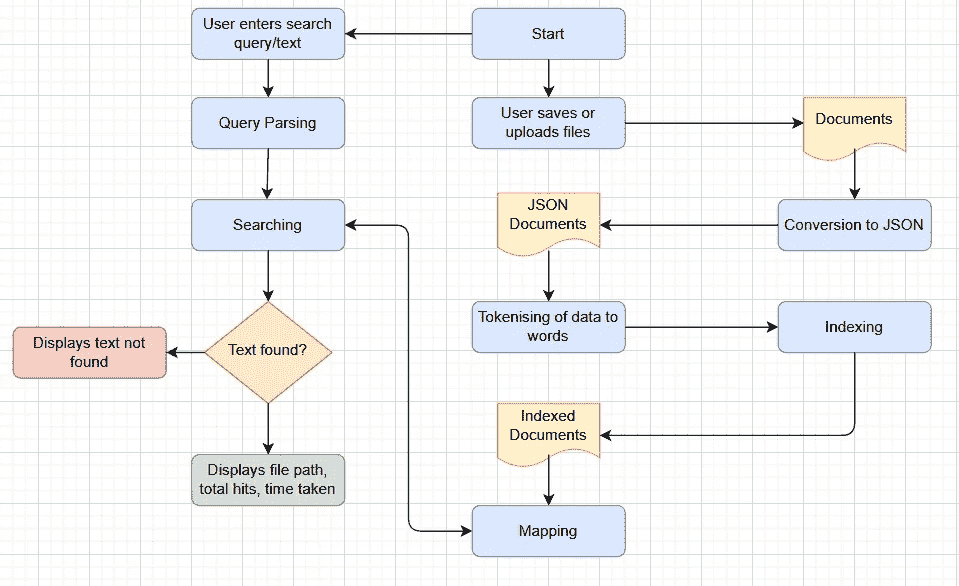 User enters search
query/text
Start
Query Parsing
User saves or
uploads files
Documents
Searching
JSON
Documents
Conversion to JSON
Tokenising of data to
words
Indexing
Displays text not
found
Text found?
Indexed
Documents
Displays file path,
total hits, time taken
Mapping